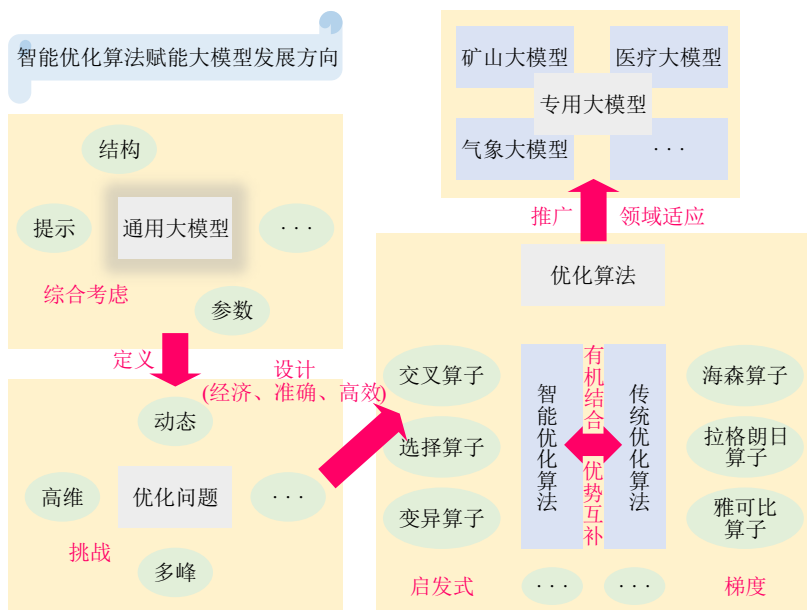 智能优化算法赋能大模型发展方向
结构
提示
通用大模型
· · ·
综合考虑
参数
定义
设计
(经济、准确、高效)
动态
高维
优化问题
· · ·
挑战
多峰
矿山大模型
医疗大模型
专用大模型
气象大模型
· · ·
推广
领域适应
优化算法
交叉算子
选择算子
变异算子
启发式
智能优化算法
有机结合
优势互补
传统优化算法
· · ·
· · ·
海森算子
拉格朗日
算子
雅可比
算子
梯度